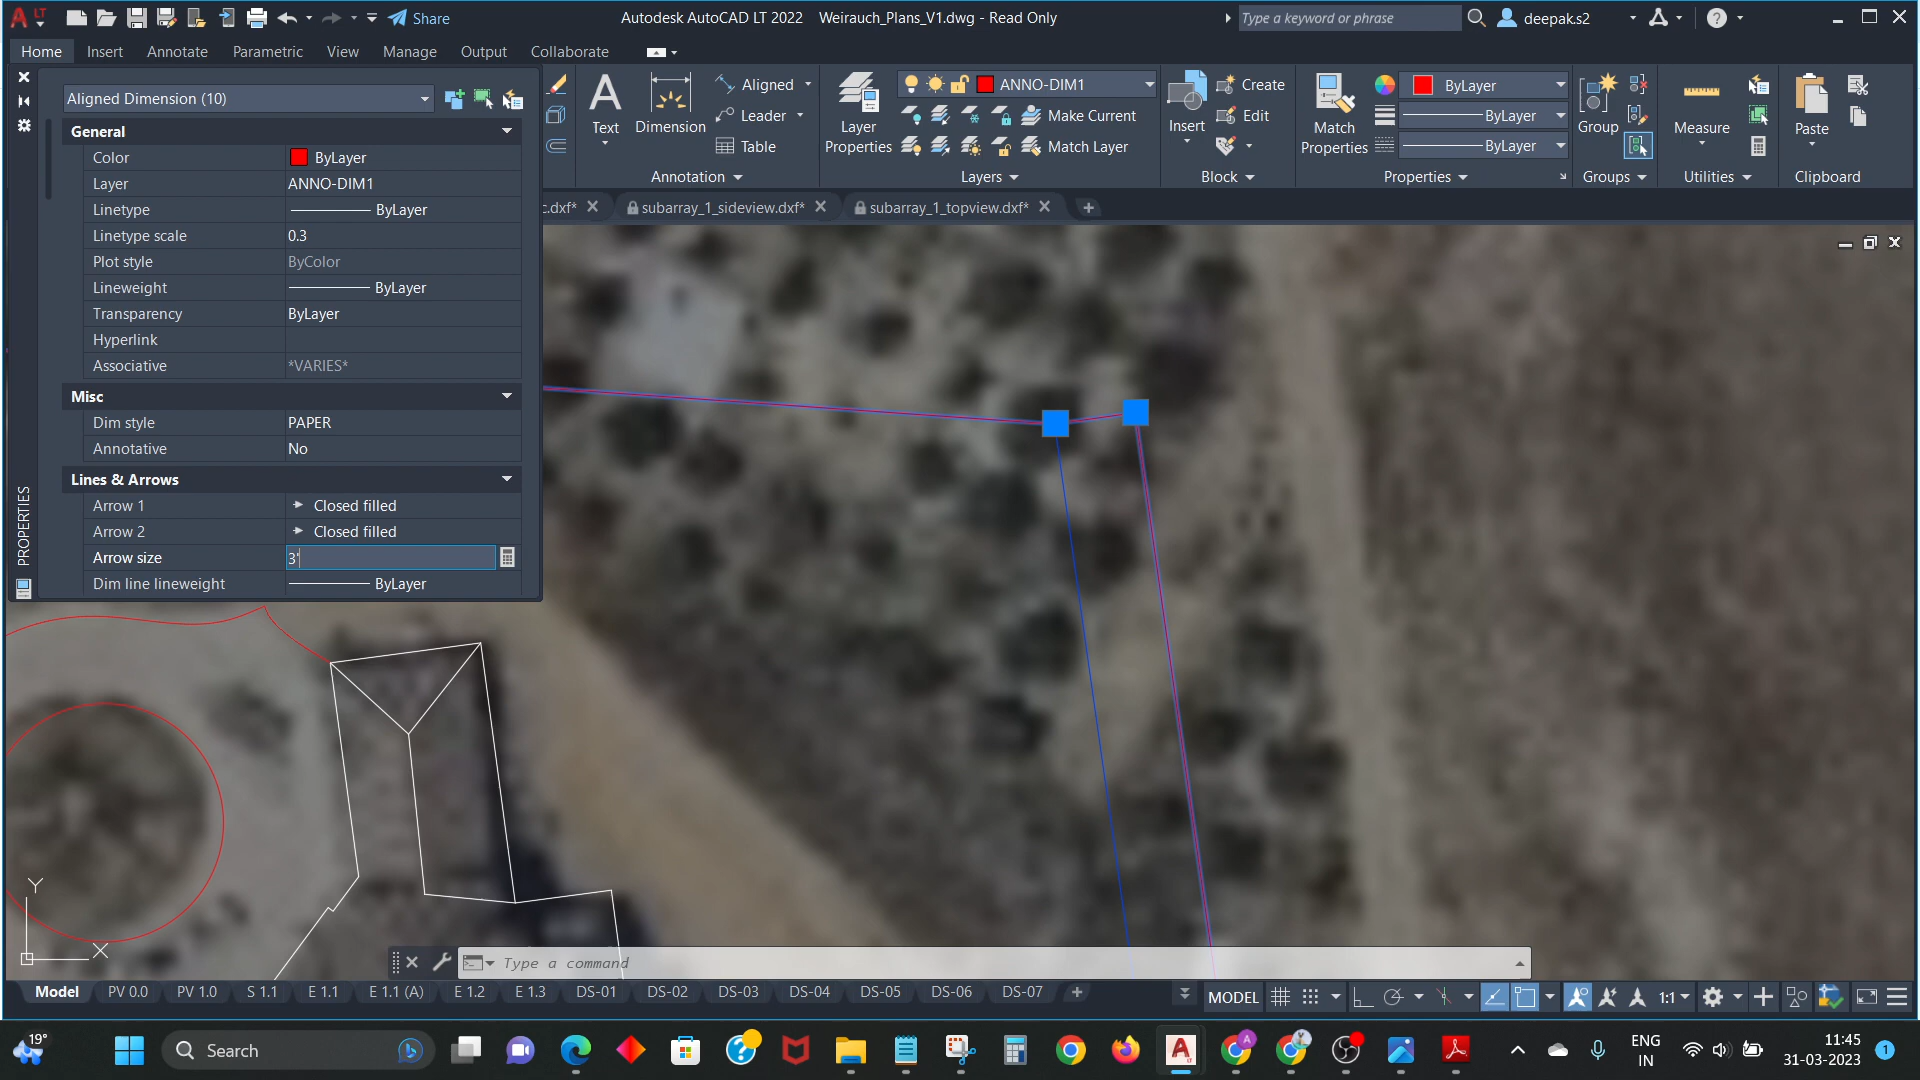 Share
Autodesk AutoCAD LT 2022   Weirauch_Plans_V1.dwg - Read Only
Type a keyword or phrase
deepak.s2
Home
Insert
Annotate
Parametric
View
Manage
Output
Collaborate
Aligned Dimension (10)
General
Color
ByLayer
Layer
ANNO-DIM1
Linetype
ByLayer
Linetype scale
0.3
Plot style
ByColor
Lineweight
ByLayer
Transparency
ByLayer
Hyperlink
Associative
*VARIES*
Misc
Dim style
PAPER
Annotative
No
Lines & Arrows
Arrow 1
Closed filled
Arrow 2
Closed filled
Arrow size
3'
Dim line lineweight
ByLayer
PROPERTIES
Text
Dimension
Aligned
Leader
Table
Annotation
Layer
Properties
ANNO-DIM1
Make Current
Match Layer
Layers
Insert
Create
Edit
Block
Match
Properties
ByLayer
ByLayer
ByLayer
Properties
Group
Groups
Measure
Utilities
Paste
Clipboard
c.dxf*
subarray_1_sideview.dxf*
subarray_1_topview.dxf*
Y
X
Type a command
Model
PV 0.0
PV 1.0
S 1.1
E 1.1
E 1.1 (A)
E 1.2
E 1.3
DS-01
DS-02
DS-03
DS-04
DS-05
DS-06
DS-07
MODEL
1:1
19°
Search
ENG
IN
11:45
31-03-2023
1